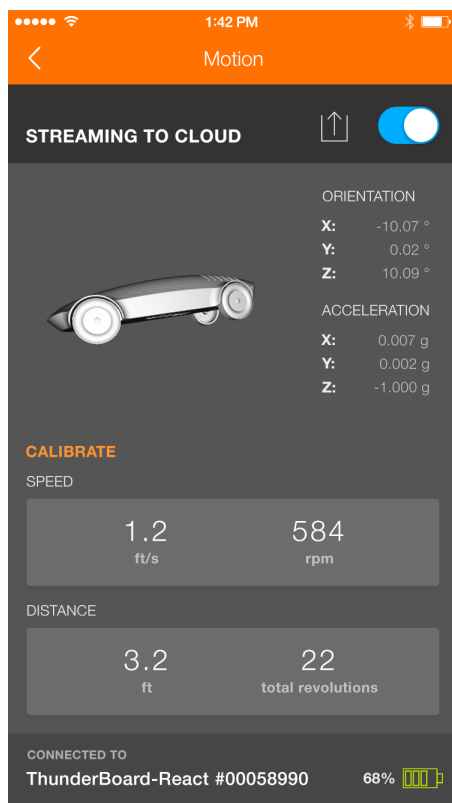 1:42 PM
Motion
STREAMING TO CLOUD
ORIENTATION
X: -10.07 °
Y: 0.02 °
Z: 10.09 °
ACCELERATION
X: 0.007 g
Y: 0.002 g
Z: -1.000 g
CALIBRATE
SPEED
1.2 584
ft/s rpm
DISTANCE
3.2 22
ft total revolutions
CONNECTED TO
ThunderBoard-React #00058990 68%